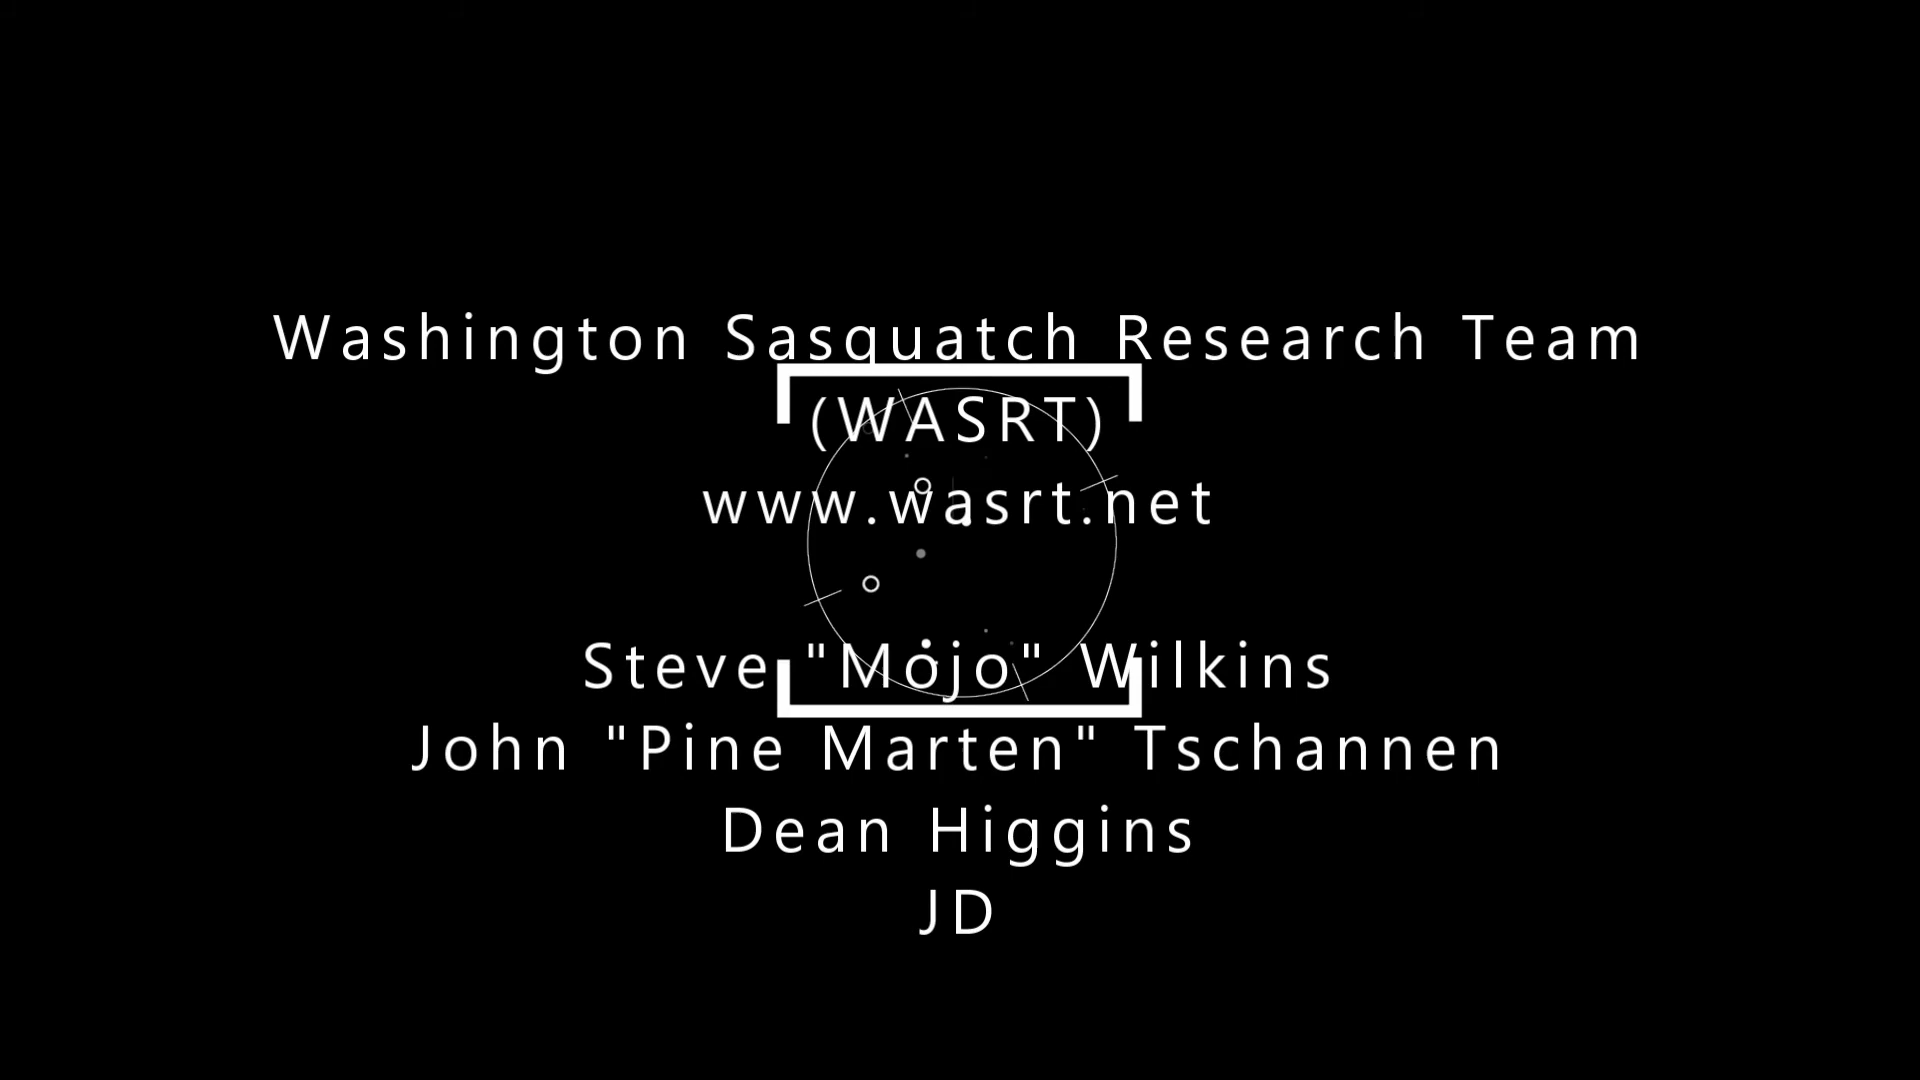 Washington Sasquatch Research Team
(WASRT)
www.wasrt.net
Steve "Mojo" Wilkins
John "Pine Marten" Tschannen
Dean Higgins
JD